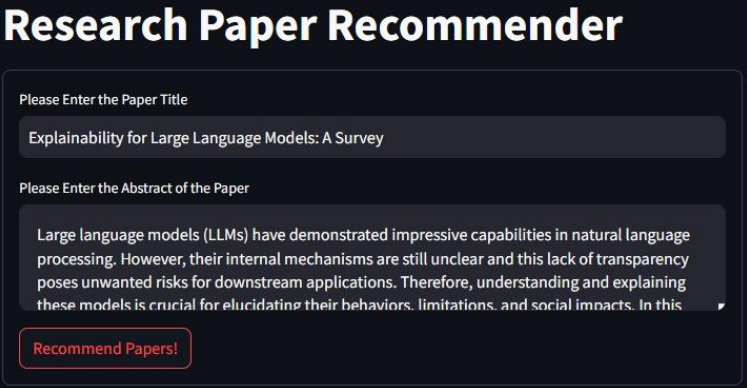 Research Paper Recommender
Please Enter the Paper Title
Explainability for Large Language Models: A Survey
Please Enter the Abstract of the Paper
Large language models (LLMs) have demonstrated impressive capabilities in natural language
processing. However, their internal mechanisms are still unclear and this lack of transparency
poses unwanted risks for downstream applications. Therefore, understanding and explaining
these models is crucial for elucidating their behaviors, limitations, and social impacts. In this
Recommend Papers!